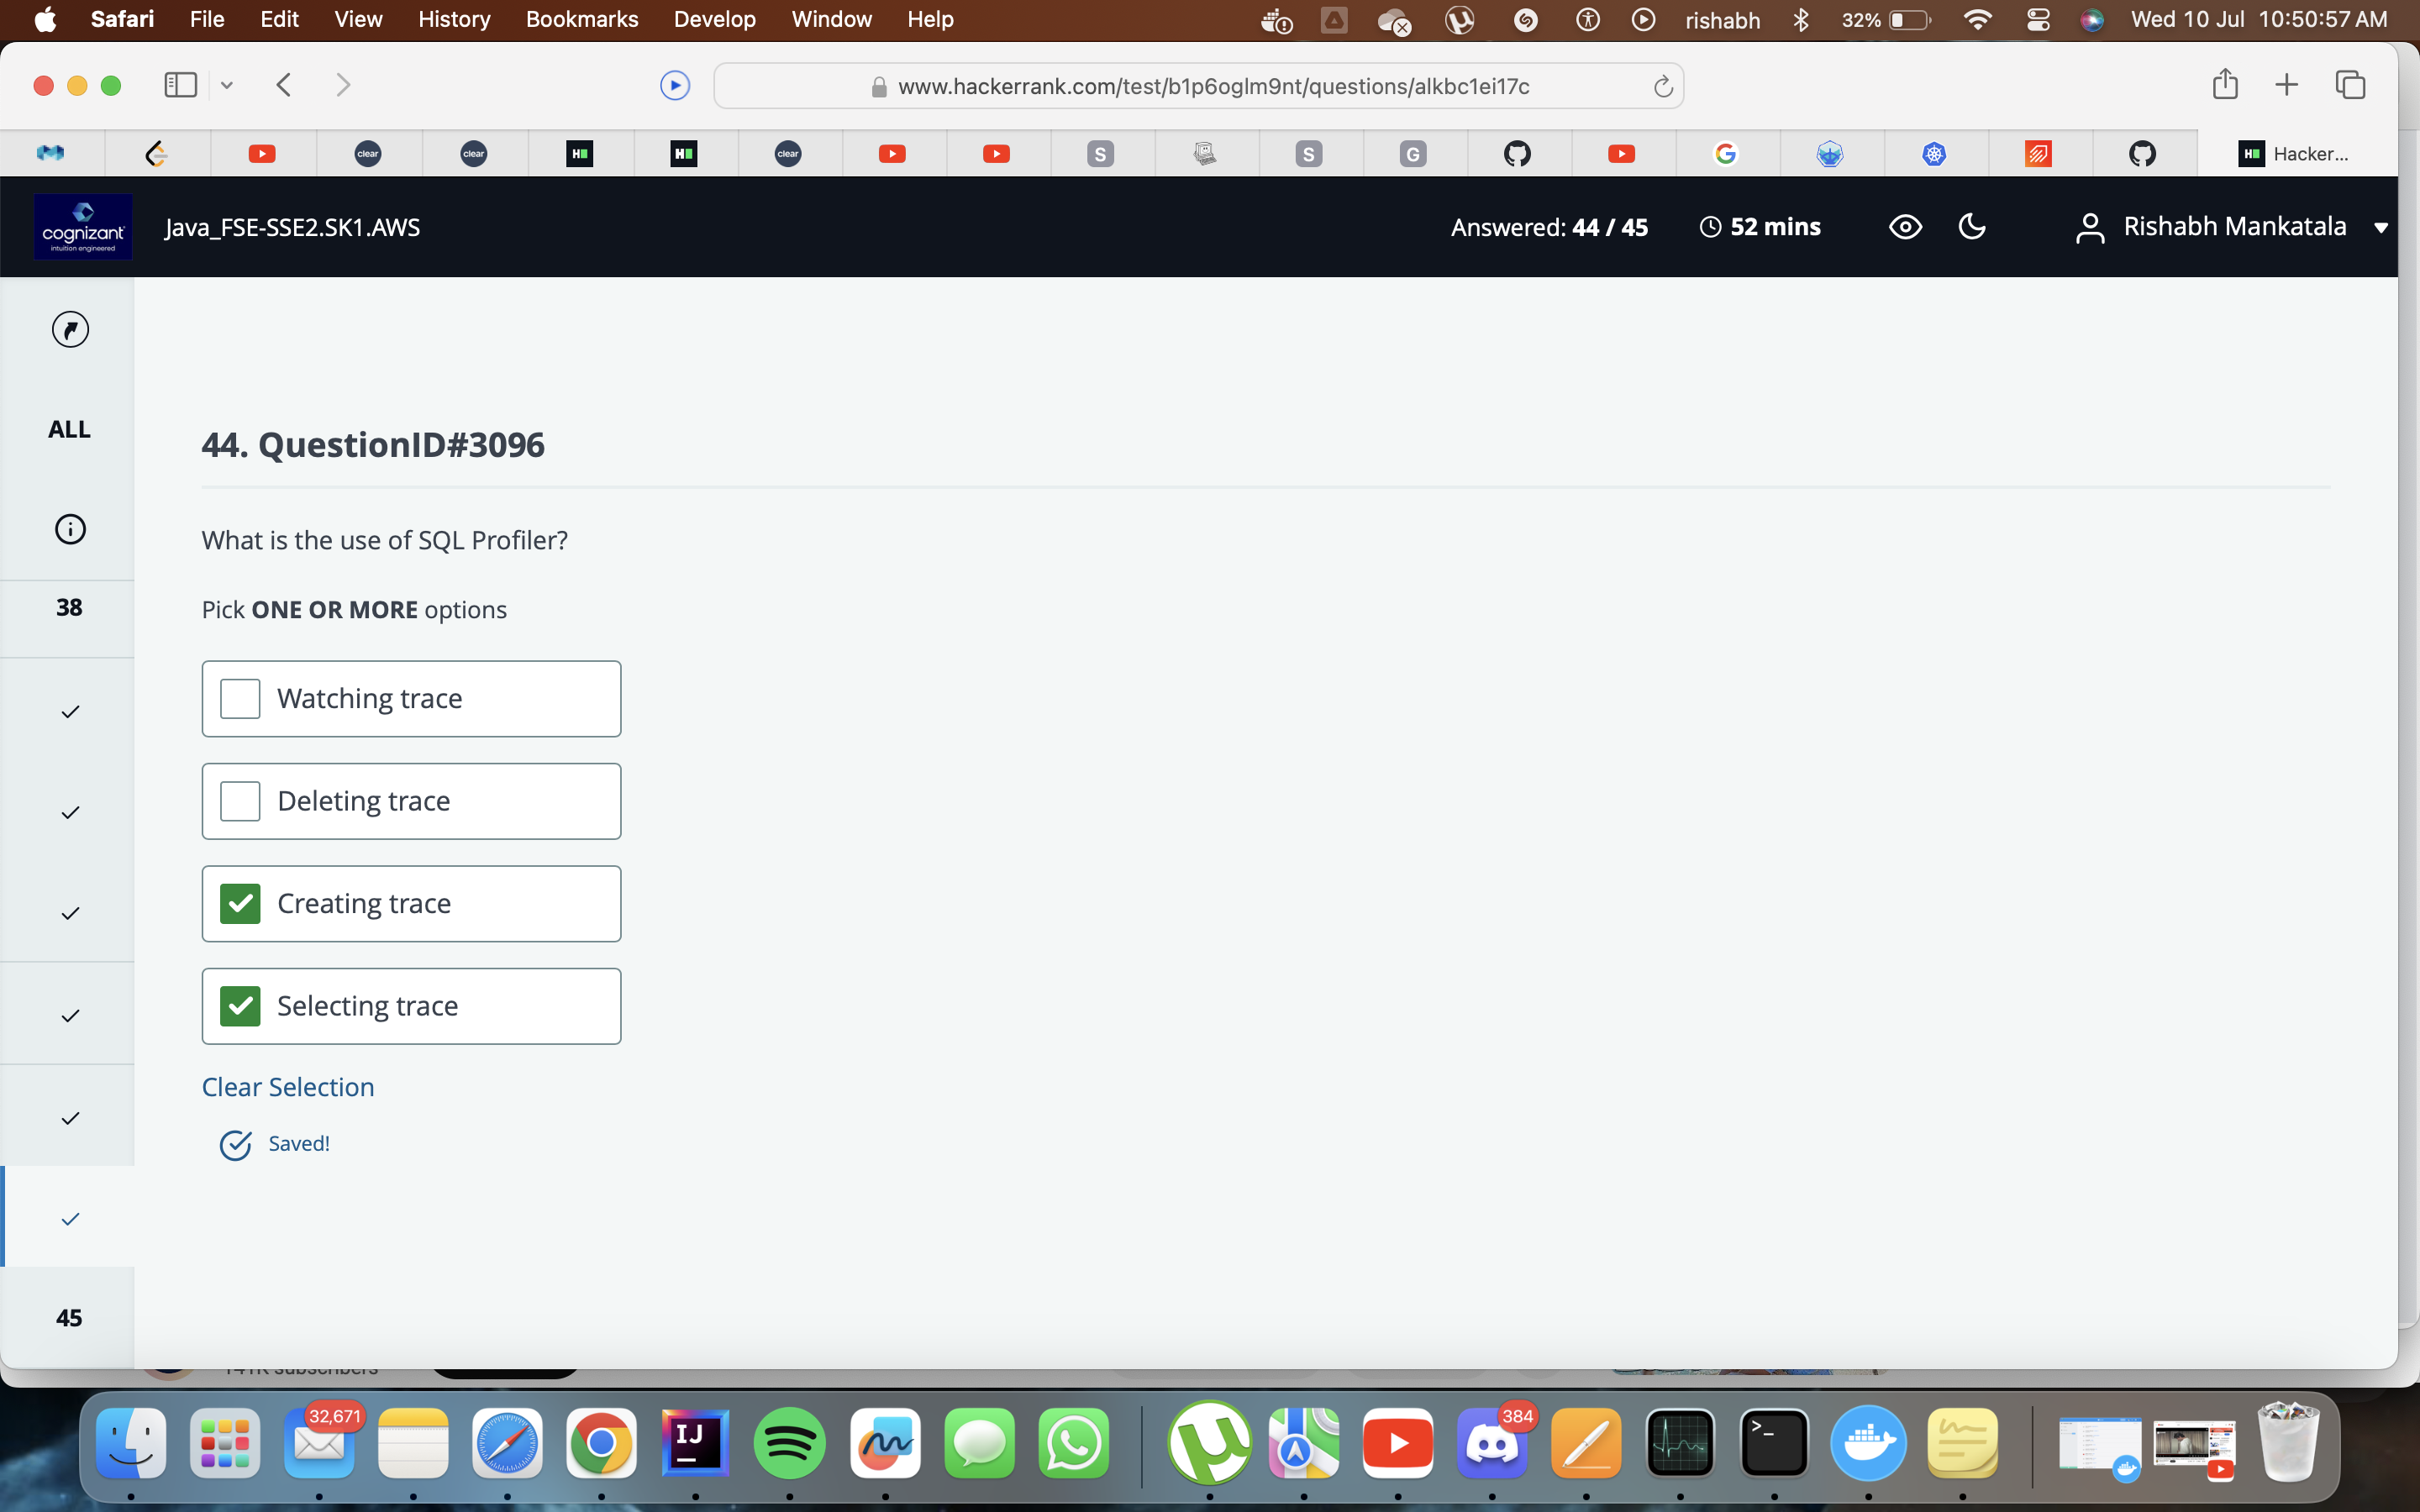 Safari File Edit View History Bookmarks Develop Window Help rishabh 32% Wed 10 Jul 10:50:57 AM
www.hackerrank.com/test/b1p6oglm9nt/questions/alkbc1ei17c
clear clear H H clear S S G H Hacker...
cognizant
intuition engineered
Java_FSE-SSE2.SK1.AWS
Answered: 44 / 45
52 mins
Rishabh Mankatala
ALL
38
45
44. QuestionID#3096
What is the use of SQL Profiler?
Pick ONE OR MORE options
Watching trace
Deleting trace
Creating trace
Selecting trace
Clear Selection
Saved!
32,671
IJ
384
>_